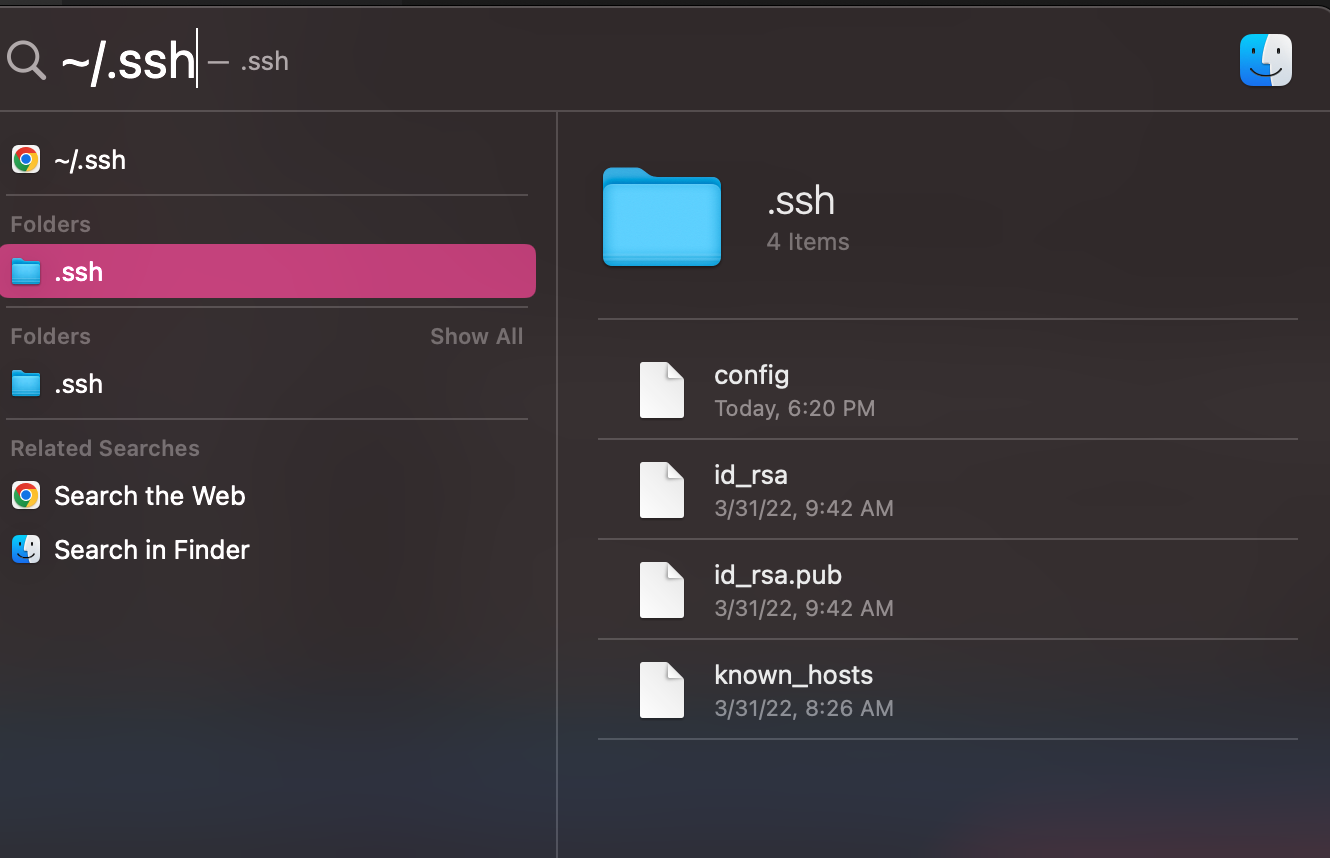 ~/.ssh — .ssh
~/.ssh
Folders
.ssh
Folders Show All
.ssh
Related Searches
Search the Web
Search in Finder
.ssh
4 Items
config
Today, 6:20 PM
id_rsa
3/31/22, 9:42 AM
id_rsa.pub
3/31/22, 9:42 AM
known_hosts
3/31/22, 8:26 AM